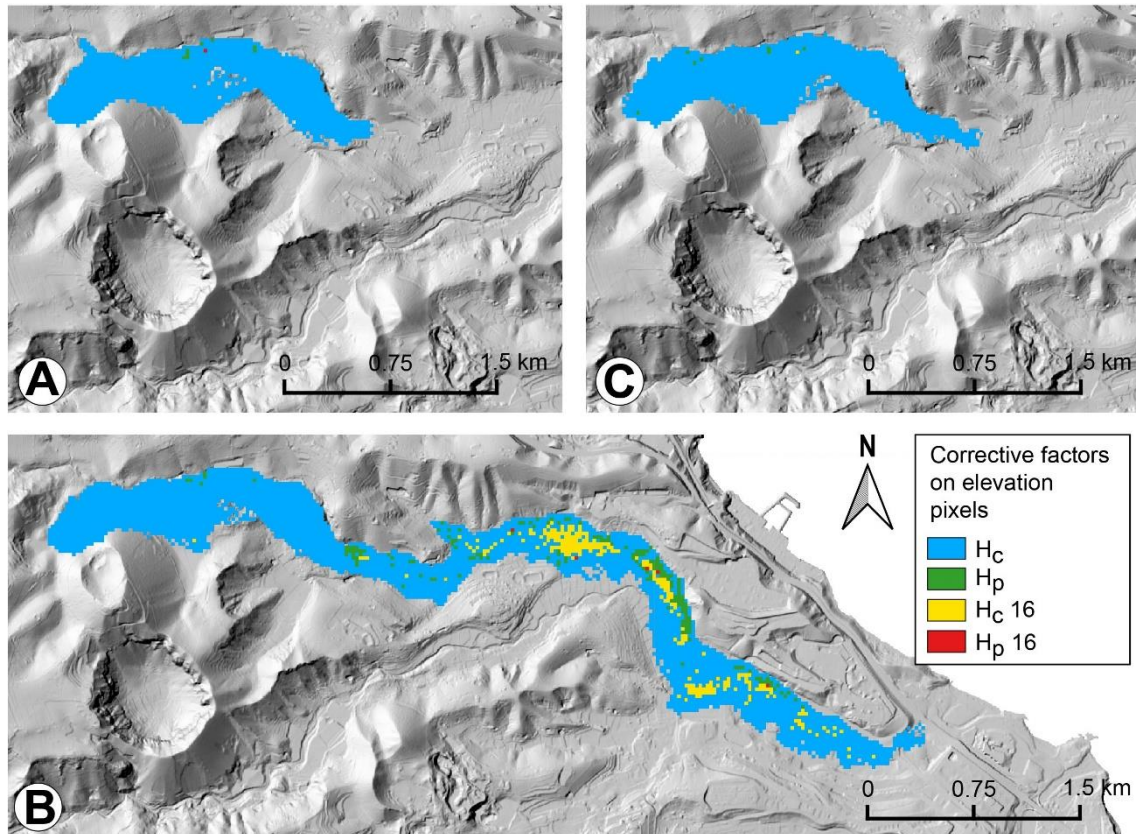 A
0 0.75 1.5 km
C
0 0.75 1.5 km
B
N
Corrective factors
on elevation
pixels
Hc
Hp
Hc 16
Hp 16
0 0.75 1.5 km